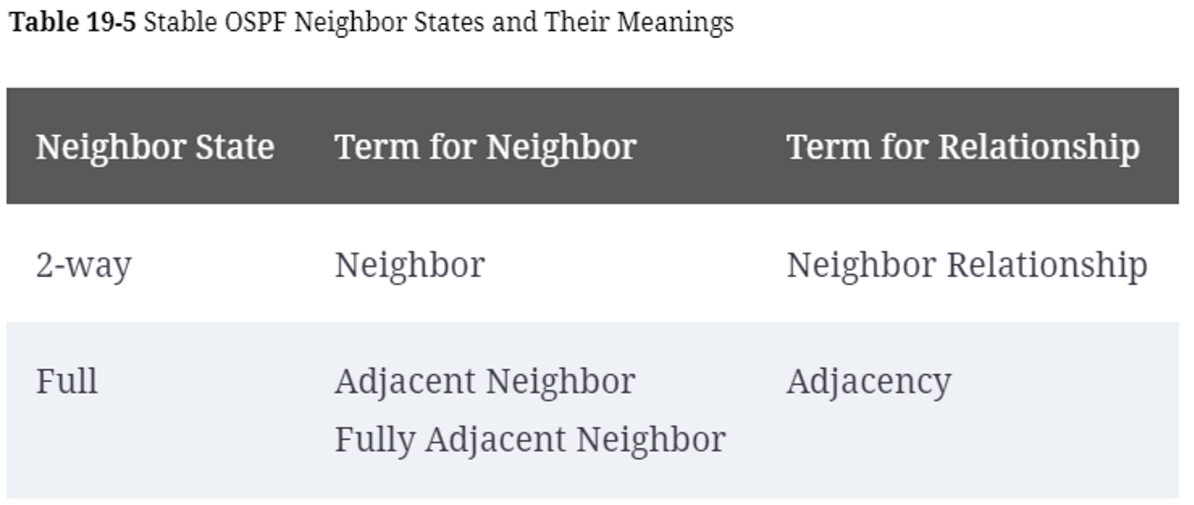 Table 19-5 Stable OSPF Neighbor States and Their Meanings
Neighbor State Term for Neighbor Term for Relationship
2-way Neighbor Neighbor Relationship
Full Adjacent Neighbor Adjacency
Fully Adjacent Neighbor